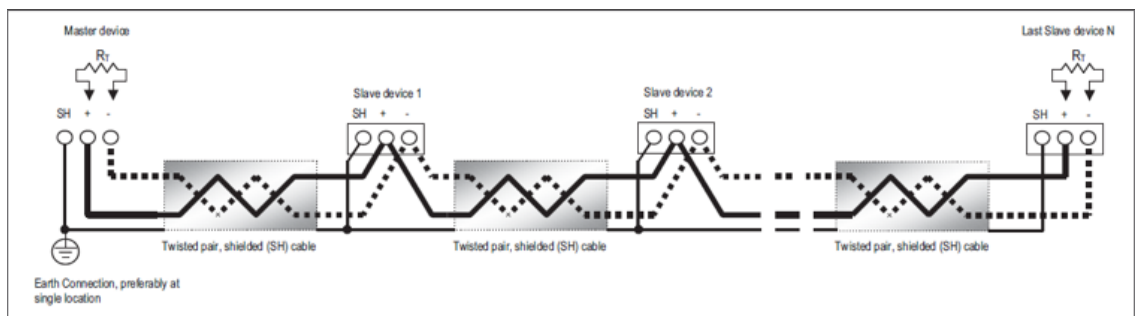 Master device
Last Slave device N
RT
RT
Slave device 1
Slave device 2
SH + -
SH + -
SH + -
SH + -
Twisted pair, shielded (SH) cable
Twisted pair, shielded (SH) cable
Twisted pair, shielded (SH) cable
Earth Connection, preferably at
single location